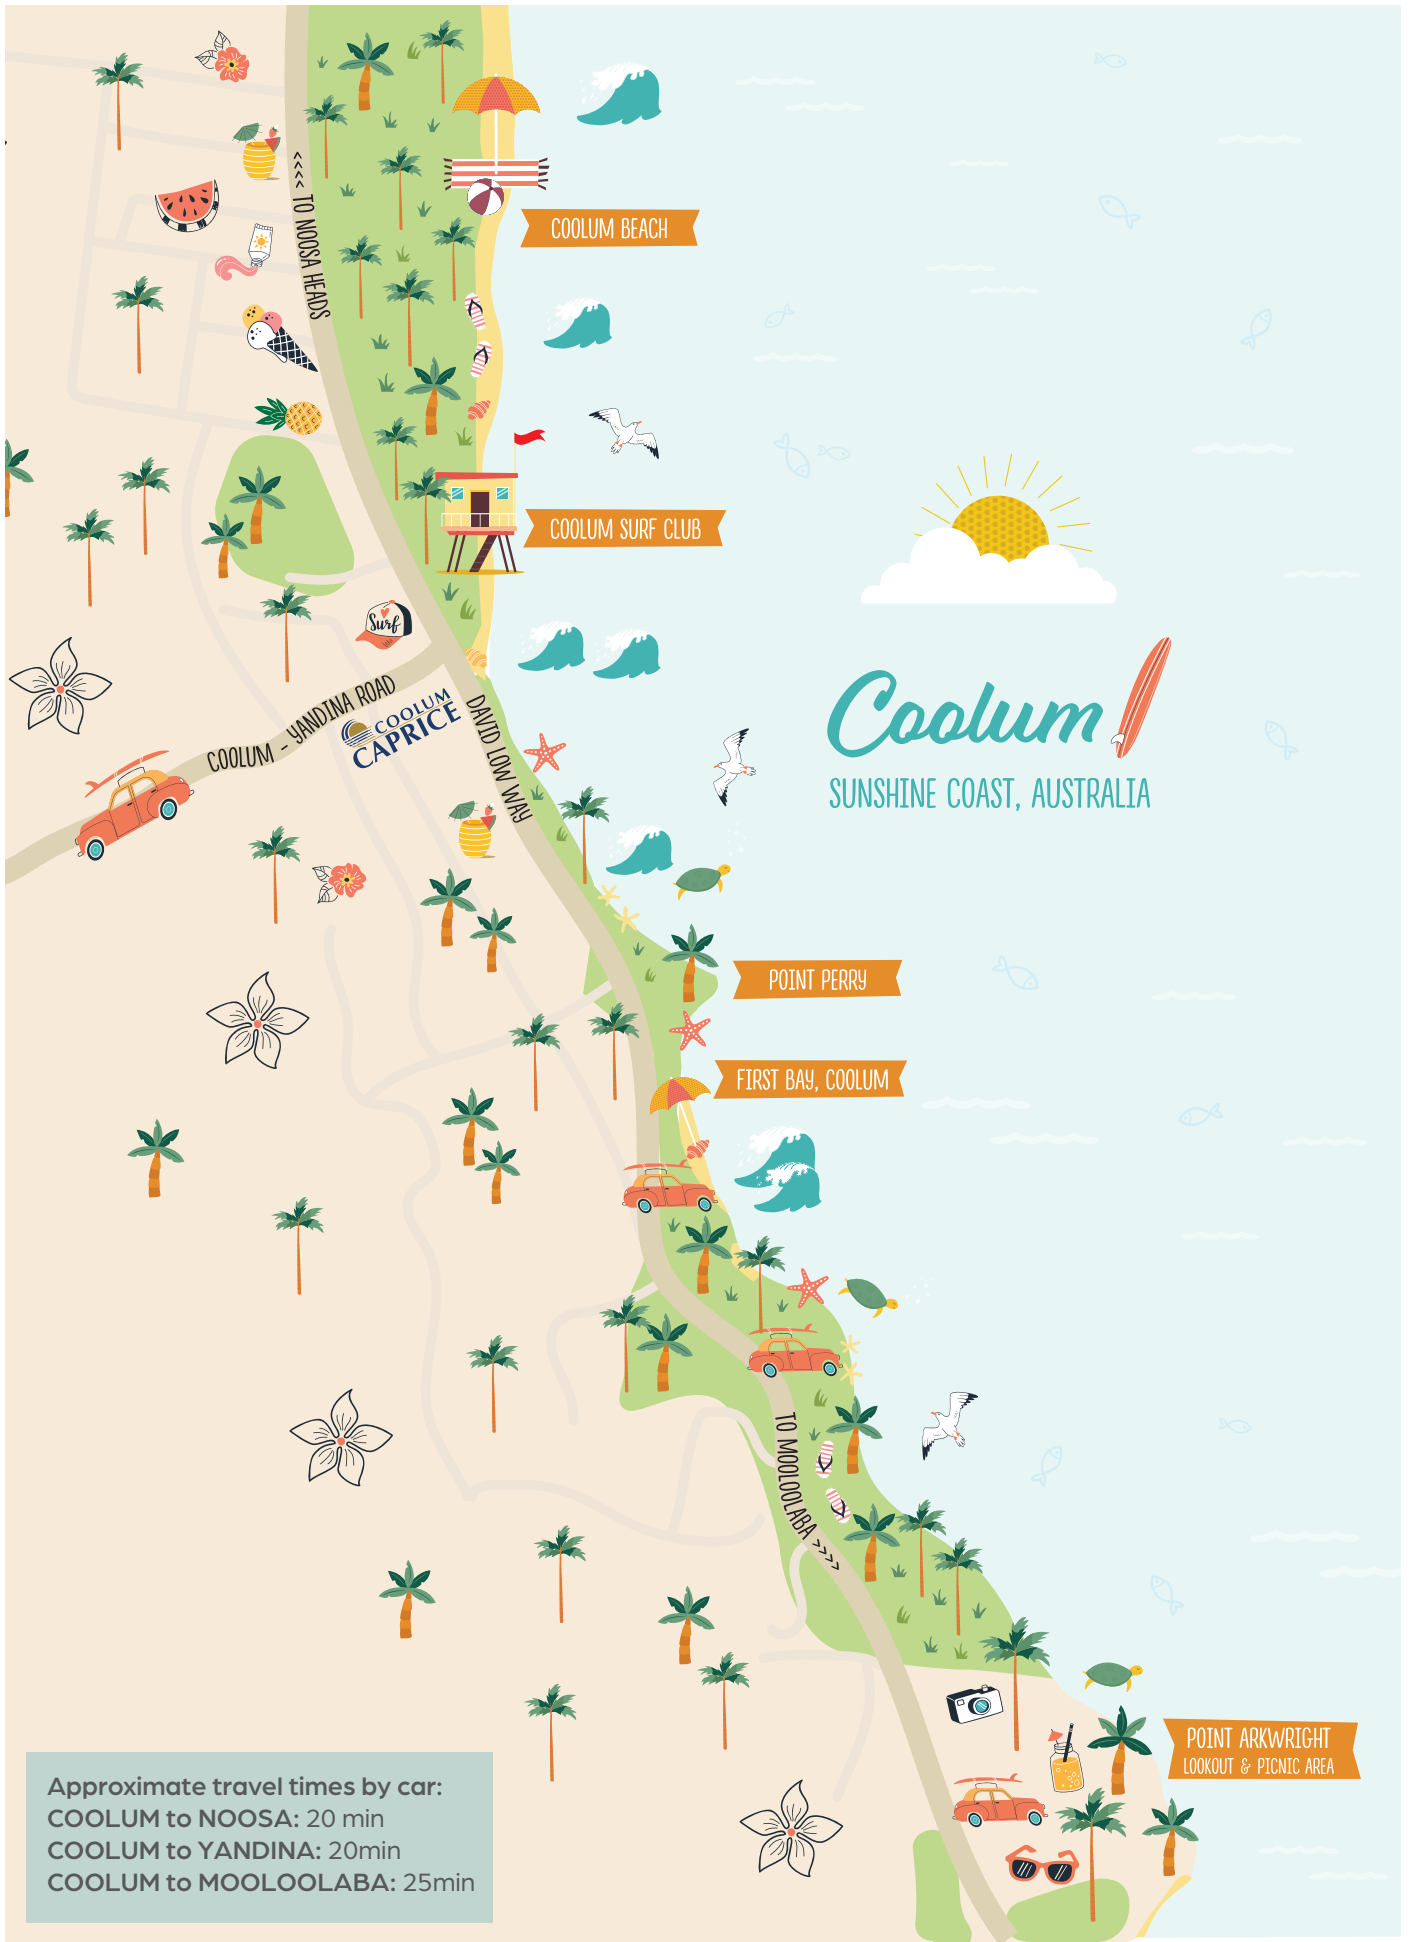 <<<< TO NOOSA HEADS
COOLUM BEACH
COOLUM SURF CLUB
Surf
COOLUM - YANDINA ROAD
COOLUM
CAPRICE
DAVID LOW WAY
Coolum
SUNSHINE COAST, AUSTRALIA
POINT PERRY
FIRST BAY, COOLUM
TO MOOLOOLABA >>>>
POINT ARKWRIGHT
LOOKOUT & PICNIC AREA
Approximate travel times by car:
COOLUM to NOOSA: 20 min
COOLUM to YANDINA: 20min
COOLUM to MOOLOOLABA: 25min